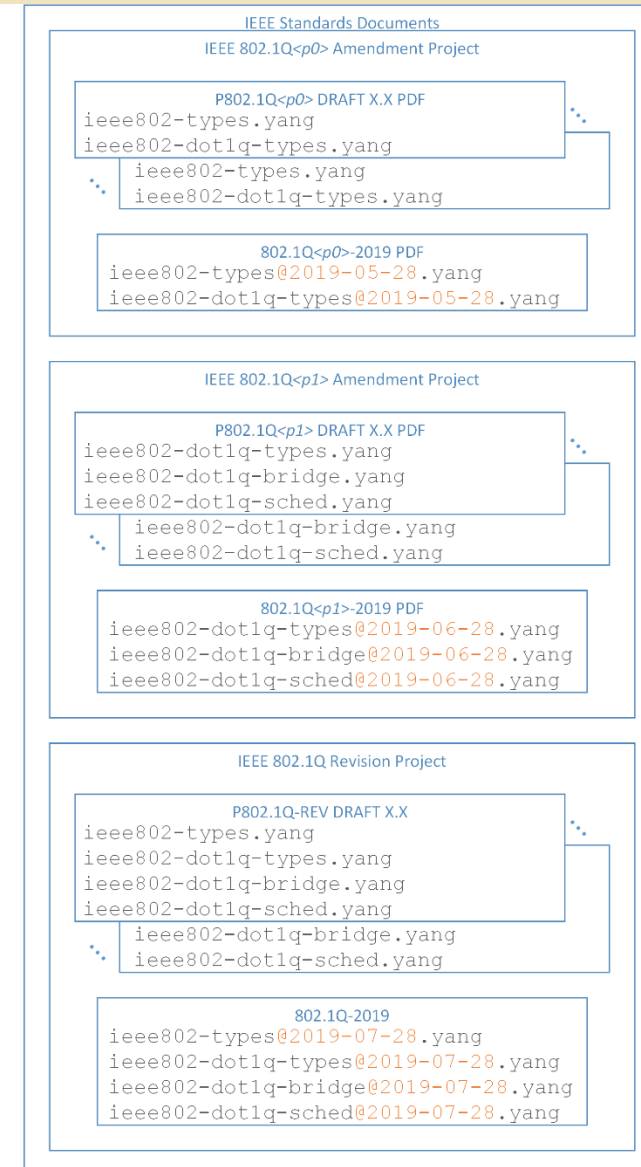 IEEE Standards Documents
IEEE 802.1Q<p0> Amendment Project
P802.1Q<p0> DRAFT X.X PDF
ieee802-types.yang
ieee802-dot1q-types.yang
ieee802-types.yang
ieee802-dot1q-types.yang
802.1Q<p0>-2019 PDF
ieee802-types@2019-05-28.yang
ieee802-dot1q-types@2019-05-28.yang
IEEE 802.1Q<p1> Amendment Project
P802.1Q<p1> DRAFT X.X PDF
ieee802-dot1q-types.yang
ieee802-dot1q-bridge.yang
ieee802-dot1q-sched.yang
ieee802-dot1q-bridge.yang
ieee802-dot1q-sched.yang
802.1Q<p1>-2019 PDF
ieee802-dot1q-types@2019-06-28.yang
ieee802-dot1q-bridge@2019-06-28.yang
ieee802-dot1q-sched@2019-06-28.yang
IEEE 802.1Q Revision Project
P802.1Q-REV DRAFT X.X
ieee802-types.yang
ieee802-dot1q-types.yang
ieee802-dot1q-bridge.yang
ieee802-dot1q-sched.yang
ieee802-dot1q-bridge.yang
ieee802-dot1q-sched.yang
802.1Q-2019
ieee802-types@2019-07-28.yang
ieee802-dot1q-types@2019-07-28.yang
ieee802-dot1q-bridge@2019-07-28.yang
ieee802-dot1q-sched@2019-07-28.yang